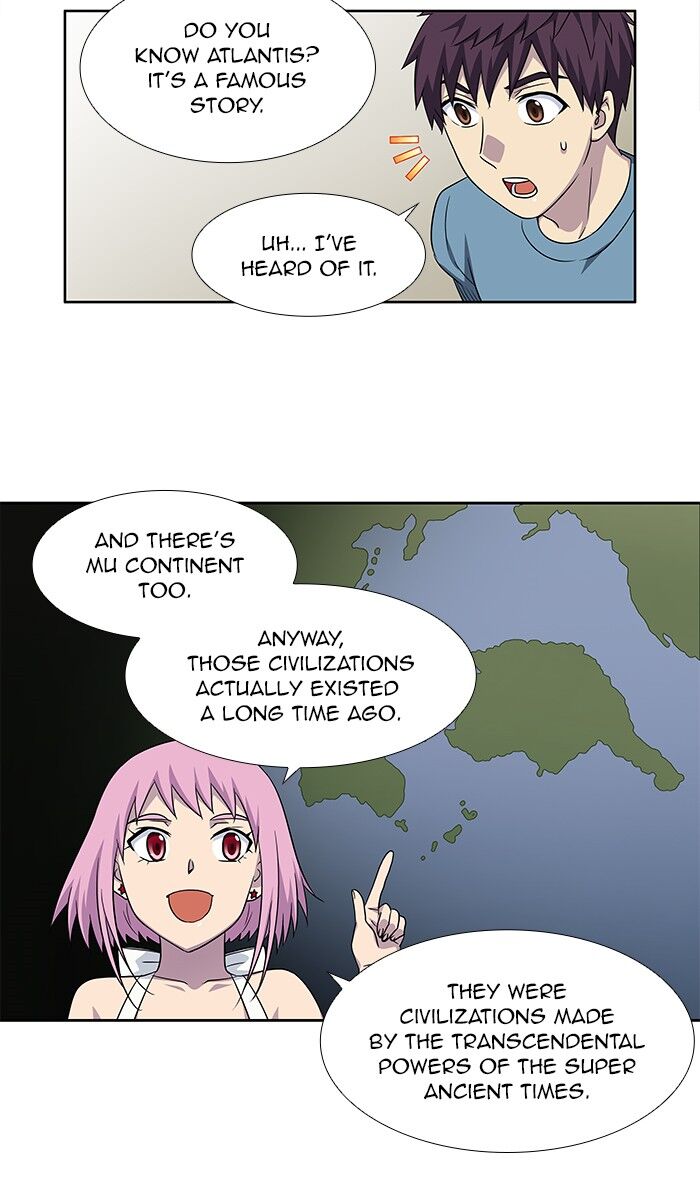 DO YOU
KNOW ATLANTIS?
IT'S A FAMOUS
STORY.
UH... I'VE
HEARD OF IT.
AND THERE'S
MU CONTINENT
TOO.
ANYWAY,
THOSE CIVILIZATIONS
ACTUALLY EXISTED
A LONG TIME AGO.
THEY WERE
CIVILIZATIONS MADE
BY THE TRANSCENDENTAL
POWERS OF THE SUPER
ANCIENT TIMES.